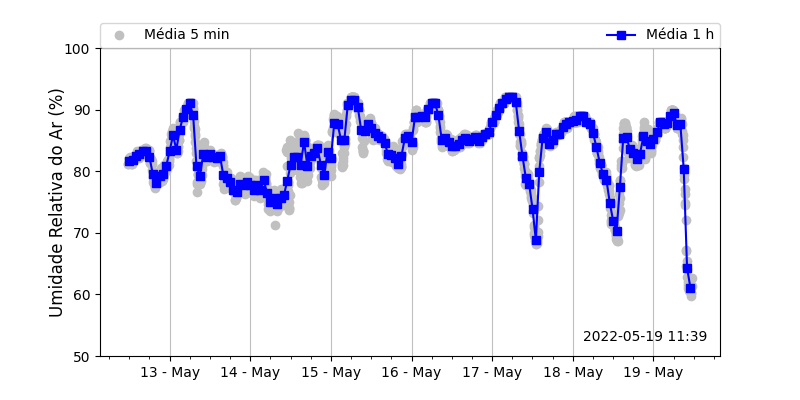 Média 5 min
Média 1 h
Umidade Relativa do Ar (%)
100
90
80
70
60
50
2022-05-19 11:39
13 - May
14 - May
15 - May
16 - May
17 - May
18 - May
19 - May